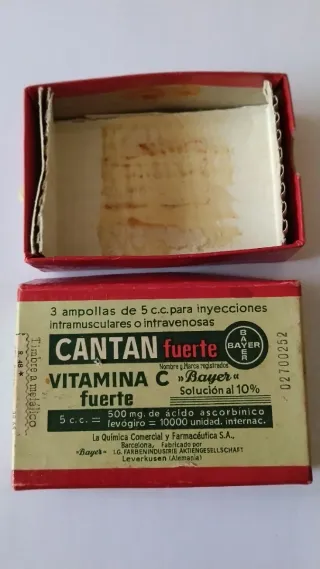 3 ampollas de 5 c.c. para inyecciones
intramusculares o intravenosas
CANTAN fuerte
BAYER
BAYER
Nombre y Marca registrados
VITAMINA C »Bayer«
fuerte
Solución al 10%
5 c.c. = 500 mg. de ácido ascorbínico
levógiro = 10000 unidad. internac.
La Química Comercial y Farmacéutica S.A.,
Barcelona. Fabricado por
»Bayer« I.G. FARBENINDUSTRIE AKTIENGESELLSCHAFT
Leverkusen (Alemania)
Timbre a metálico
02T00252